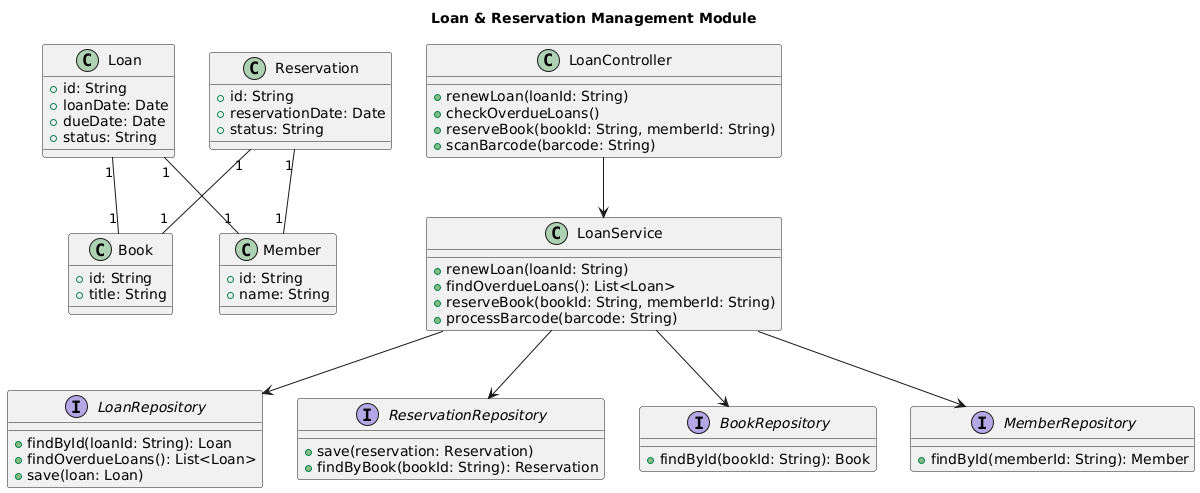 Loan & Reservation Management Module
C Loan
id: String
loanDate: Date
dueDate: Date
status: String
C Reservation
id: String
reservationDate: Date
status: String
C LoanController
renewLoan(loanId: String)
checkOverdueLoans()
reserveBook(bookId: String, memberId: String)
scanBarcode(barcode: String)
1 1 1 1
1 1 1 1
C Book
id: String
title: String
C Member
id: String
name: String
C LoanService
renewLoan(loanId: String)
findOverdueLoans(): List<Loan>
reserveBook(bookId: String, memberId: String)
processBarcode(barcode: String)
I LoanRepository
findById(loanId: String): Loan
findOverdueLoans(): List<Loan>
save(loan: Loan)
I ReservationRepository
save(reservation: Reservation)
findByBook(bookId: String): Reservation
I BookRepository
findById(bookId: String): Book
I MemberRepository
findById(memberId: String): Member